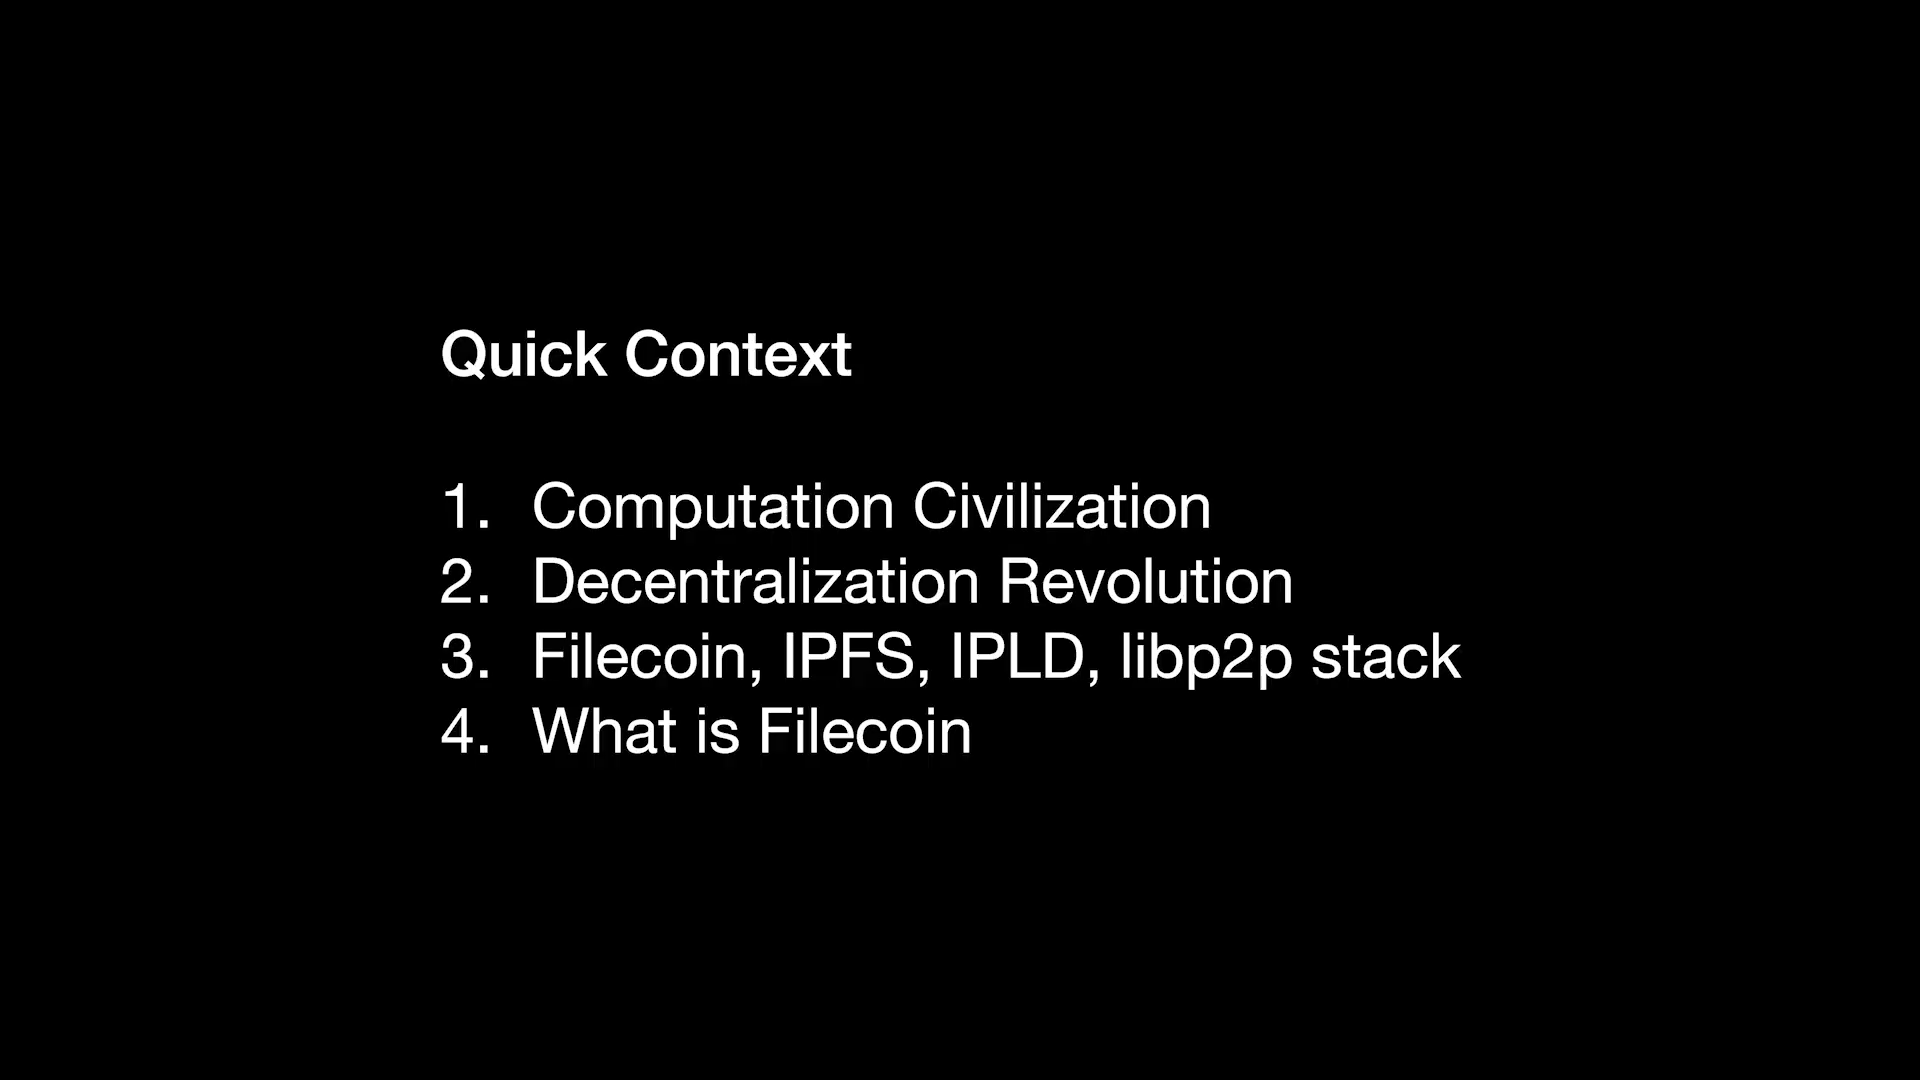 Quick Context
1. Computation Civilization
2. Decentralization Revolution
3. Filecoin, IPFS, IPLD, libp2p stack
4. What is Filecoin